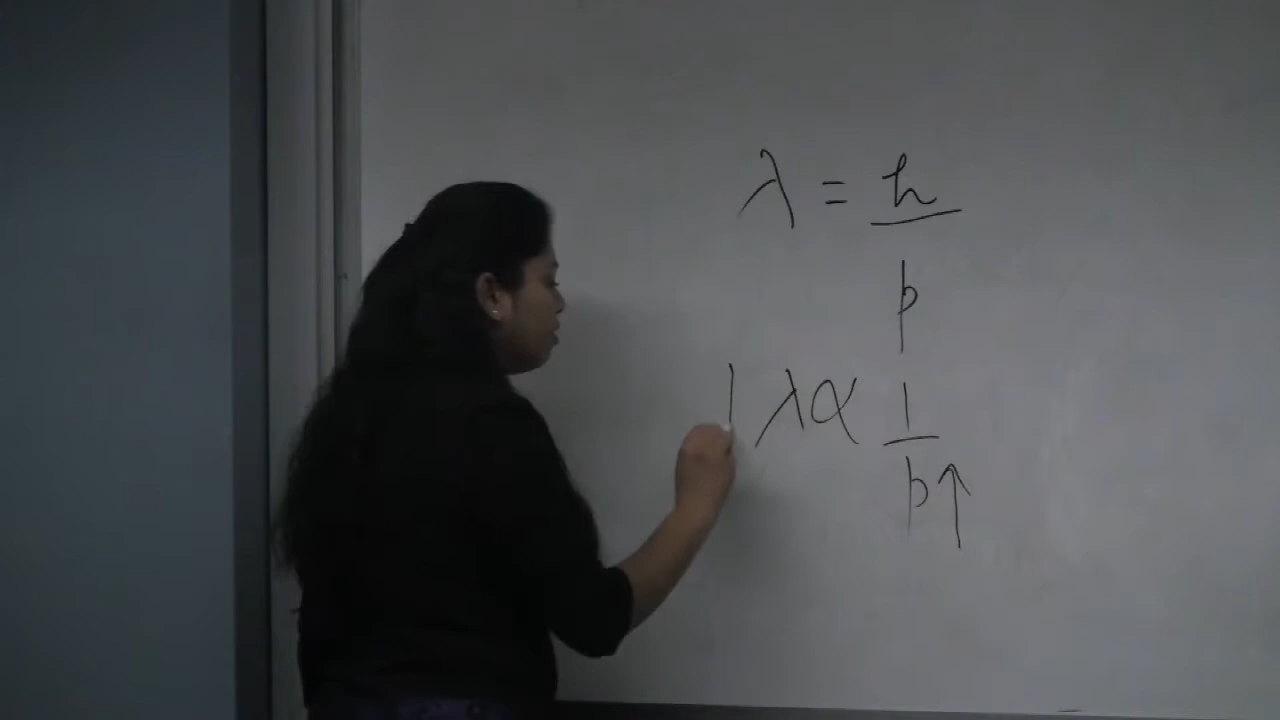 λ = h / p
λ ∝ 1 / p ↑